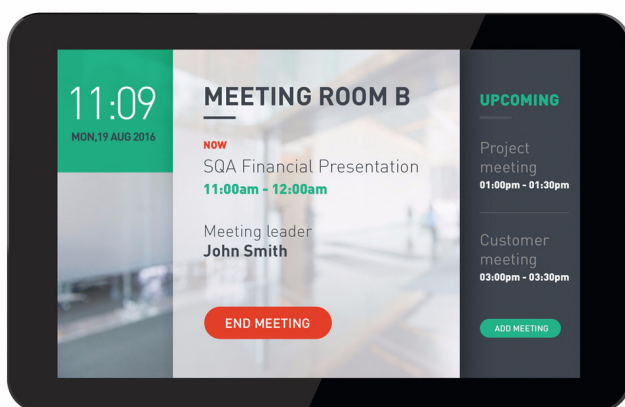 11:09
MON,19 AUG 2016
MEETING ROOM B
NOW
SQA Financial Presentation
11:00am - 12:00am
Meeting leader
John Smith
END MEETING
UPCOMING
Project
meeting
01:00pm - 01:30pm
Customer
meeting
03:00pm - 03:30pm
ADD MEETING